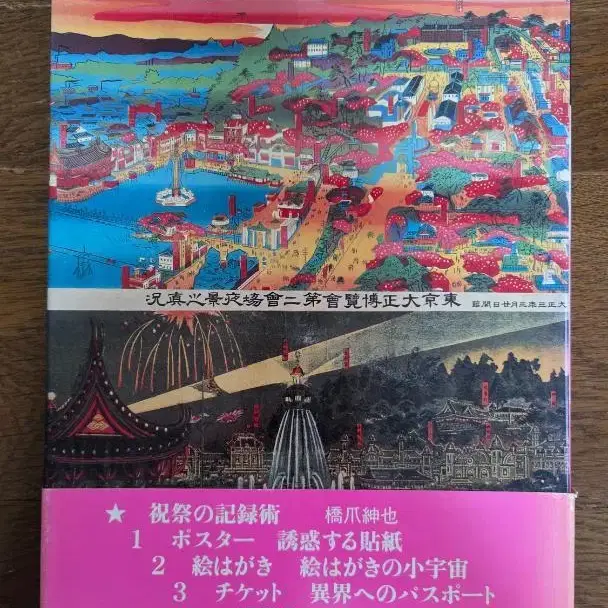 東京大正博覽會第二會場夜景之真況
大正三年三月廿日開館
★ 祝祭の記録術 橋爪紳也
1 ポスター 誘惑する貼紙
2 絵はがき 絵はがきの小宇宙
3 チケット 異界へのパスポート